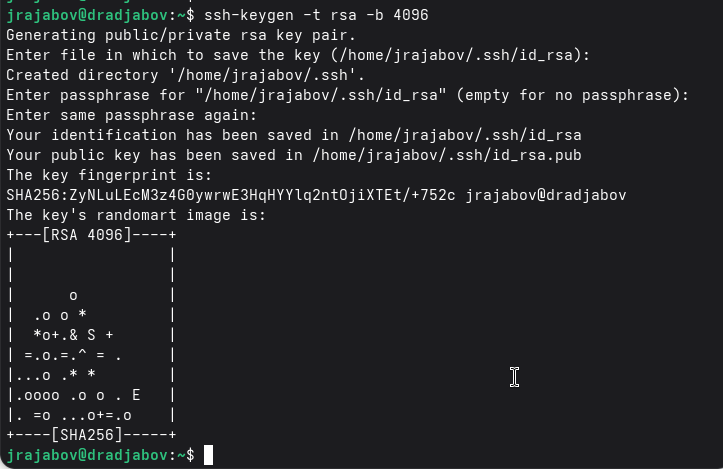 jrajabov@dradjabov:~$ ssh-keygen -t rsa -b 4096
Generating public/private rsa key pair.
Enter file in which to save the key (/home/jrajabov/.ssh/id_rsa):
Created directory '/home/jrajabov/.ssh'.
Enter passphrase for "/home/jrajabov/.ssh/id_rsa" (empty for no passphrase):
Enter same passphrase again:
Your identification has been saved in /home/jrajabov/.ssh/id_rsa
Your public key has been saved in /home/jrajabov/.ssh/id_rsa.pub
The key fingerprint is:
SHA256:ZyNLuLEcM3z4G0ywrwE3HqHYYlq2ntOjiXTEt/+752c jrajabov@dradjabov
The key's randomart image is:
+---[RSA 4096]----+
|                 |
|                 |
|      o          |
|  .o o *         |
|  *o+.& S +      |
| =.o.=.^ = .     |
|...o .* *        |
|.oooo .o o . E   |
|. =o ...o+=.o    |
+----[SHA256]-----+
jrajabov@dradjabov:~$